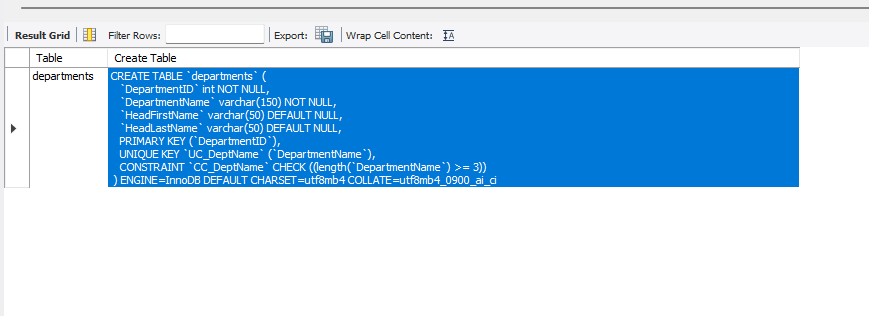 Result Grid Filter Rows: Export: Wrap Cell Content: IA
Table Create Table
departments CREATE TABLE `departments` (
`DepartmentID` int NOT NULL,
`DepartmentName` varchar(150) NOT NULL,
`HeadFirstName` varchar(50) DEFAULT NULL,
`HeadLastName` varchar(50) DEFAULT NULL,
PRIMARY KEY (`DepartmentID`),
UNIQUE KEY `UC_DeptName` (`DepartmentName`),
CONSTRAINT `CC_DeptName` CHECK ((length(`DepartmentName`) >= 3))
) ENGINE=InnoDB DEFAULT CHARSET=utf8mb4 COLLATE=utf8mb4_0900_ai_ci